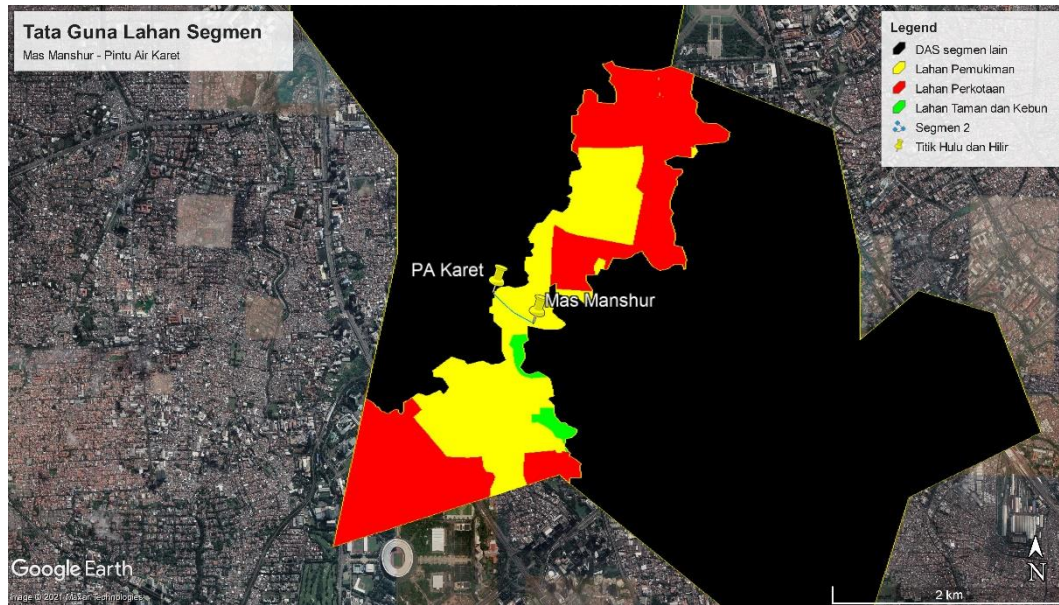 Tata Guna Lahan Segmen
Mas Manshur - Pintu Air Karet
Legend
DAS segmen lain
Lahan Pemukiman
Lahan Perkotaan
Lahan Taman dan Kebun
Segmen 2
Titik Hulu dan Hilir
PA Karet
Mas Manshur
Google Earth
Image © 2021 Maxar Technologies
N
2 km